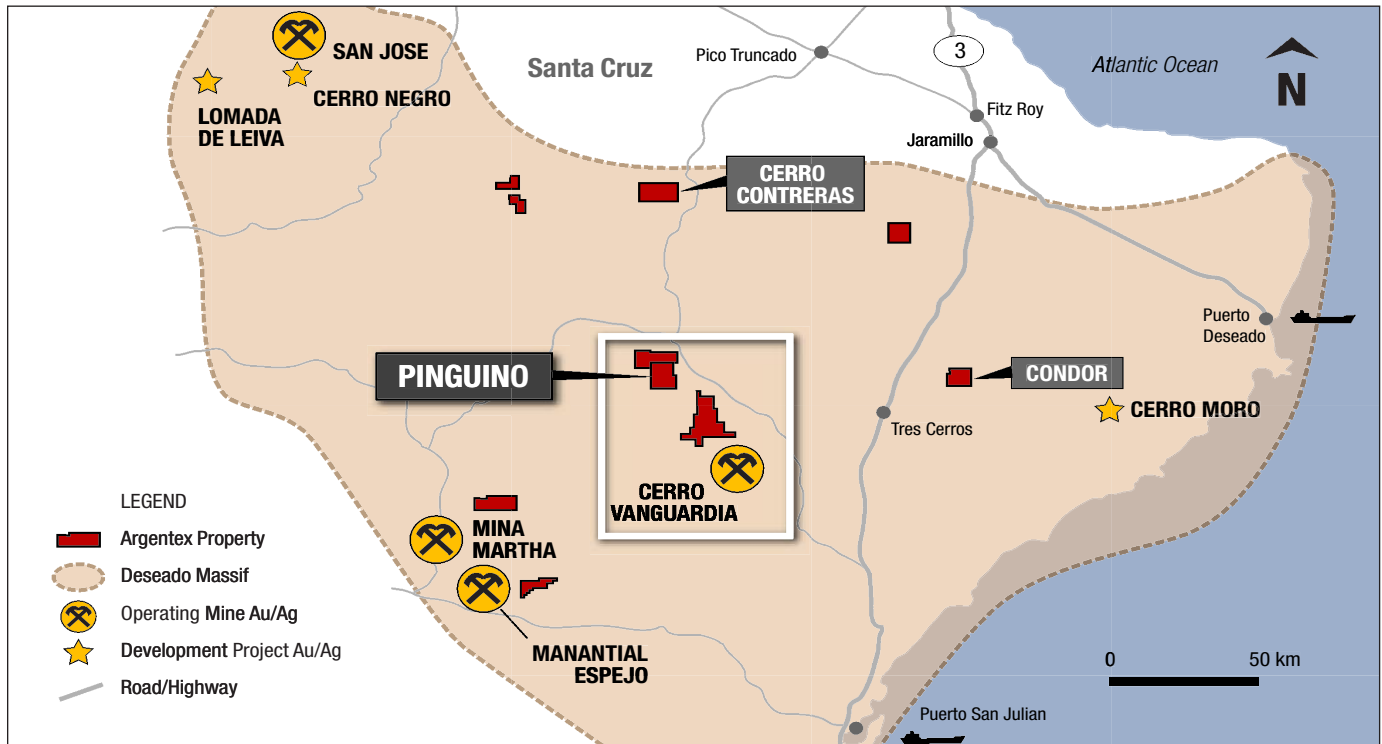 SAN JOSE
CERRO NEGRO
LOMADA
DE LEIVA
Santa Cruz
Pico Truncado
3
Atlantic Ocean
N
Fitz Roy
Jaramillo
CERRO
CONTRERAS
Puerto
Deseado
PINGUINO
CONDOR
CERRO MORO
Tres Cerros
CERRO
VANGUARDIA
MINA
MARTHA
MANANTIAL
ESPEJO
LEGEND
Argentex Property
Deseado Massif
Operating Mine Au/Ag
Development Project Au/Ag
Road/Highway
0 50 km
Puerto San Julian